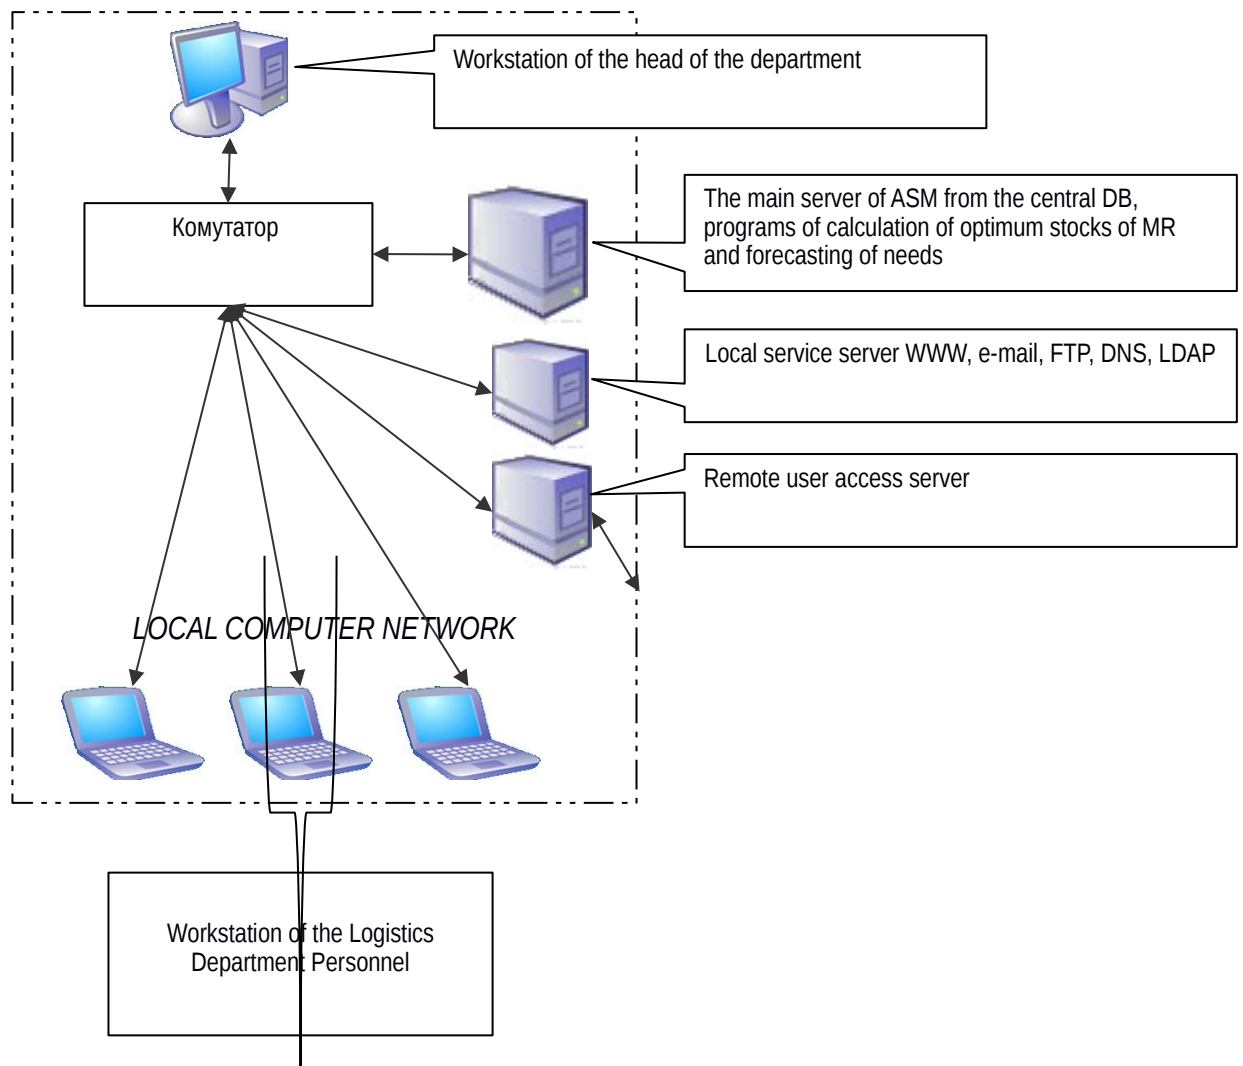 Workstation of the head of the department
Комутатор
The main server of ASM from the central DB,
programs of calculation of optimum stocks of MR
and forecasting of needs
Local service server WWW, e-mail, FTP, DNS, LDAP
Remote user access server
LOCAL COMPUTER NETWORK
Workstation of the Logistics
Department Personnel